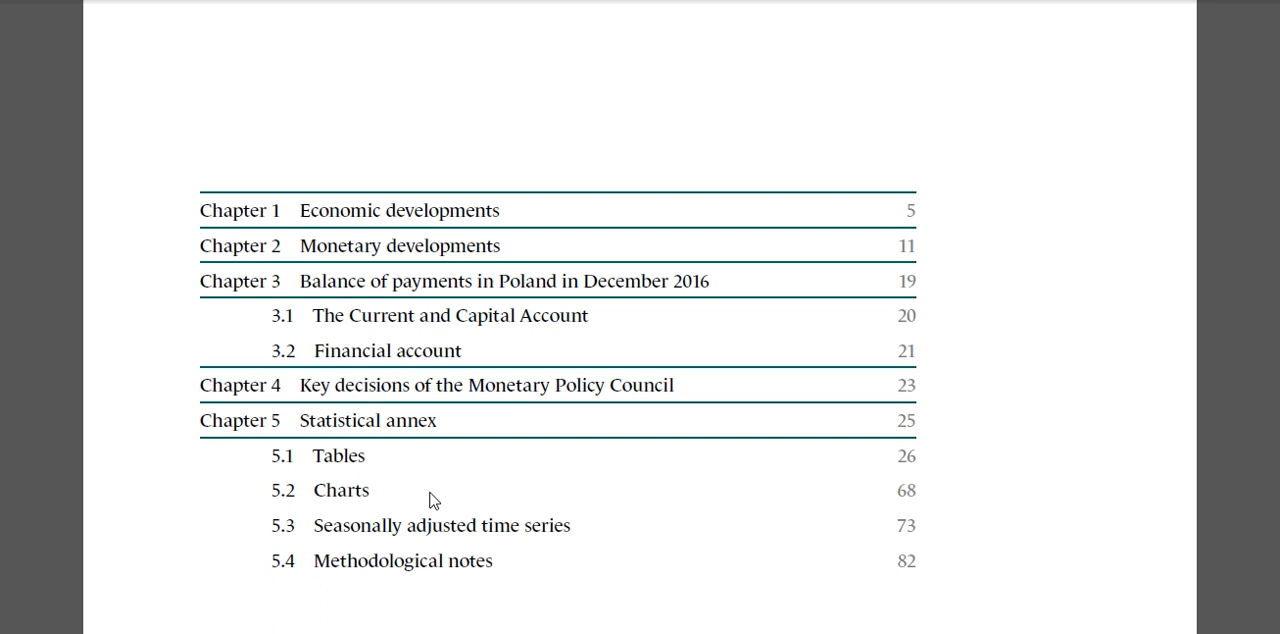 Chapter 1 Economic developments 5
Chapter 2 Monetary developments 11
Chapter 3 Balance of payments in Poland in December 2016 19
3.1 The Current and Capital Account 20
3.2 Financial account 21
Chapter 4 Key decisions of the Monetary Policy Council 23
Chapter 5 Statistical annex 25
5.1 Tables 26
5.2 Charts 68
5.3 Seasonally adjusted time series 73
5.4 Methodological notes 82